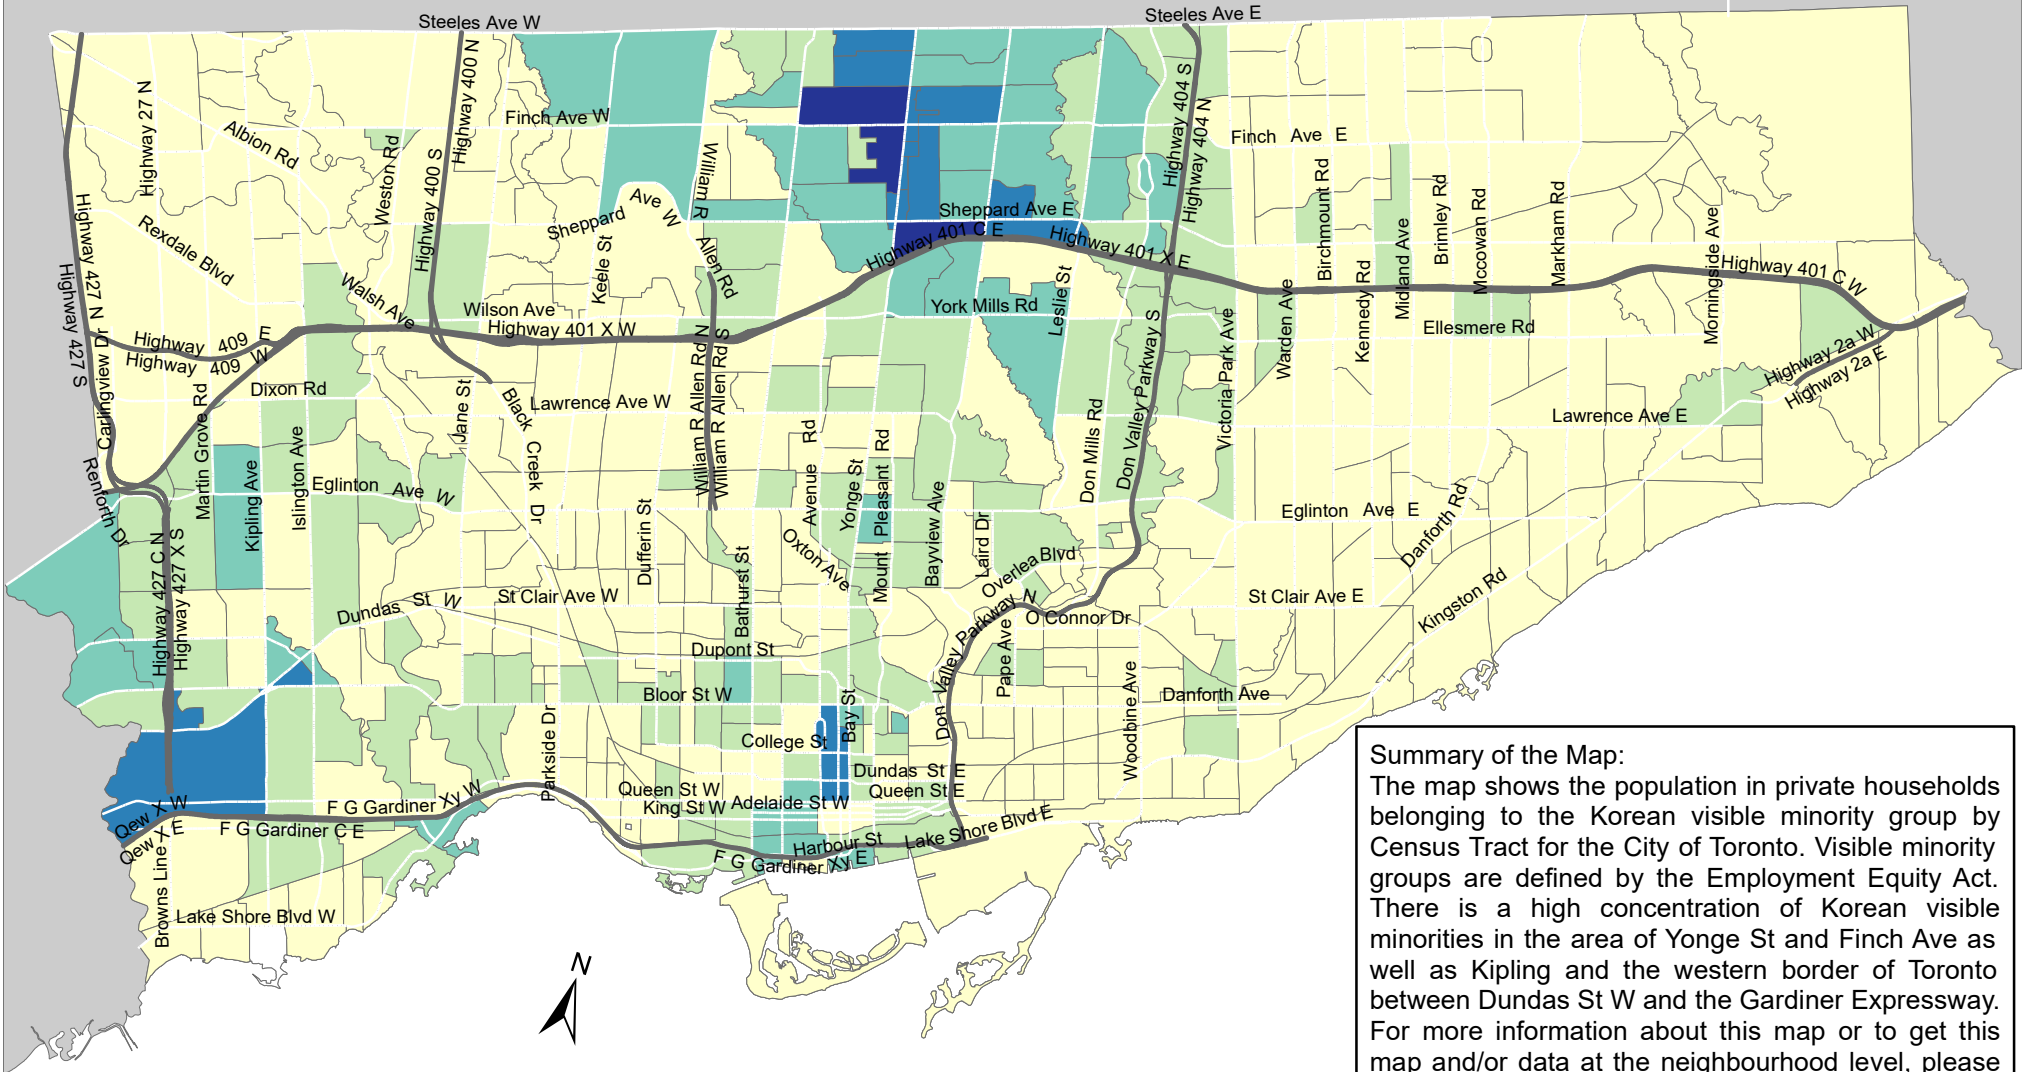 Steeles Ave W
Steeles Ave E
Highway 27 N
Albion Rd
Weston Rd
Highway 400 N
Highway 400 S
Finch Ave W
William R
Allen Rd
Highway 404 S
Highway 404 N
Finch Ave E
Birchmount Rd
Kennedy Rd
Midland Ave
Brimley Rd
Mccowan Rd
Markham Rd
Morningside Ave
Highway 427 N
Highway 427 S
Rexdale Blvd
Sheppard Ave W
Keele St
Sheppard Ave E
Highway 401 C E
Highway 401 X E
Highway 401 C W
Walsh Ave
Wilson Ave
Highway 401 X W
York Mills Rd
Leslie St
Ellesmere Rd
Warden Ave
Victoria Park Ave
Highway 2a W
Highway 2a E
Highway 409 E
Highway 409 W
Carlingview Dr
Martin Grove Rd
Dixon Rd
Jane St
Black Creek Dr
Lawrence Ave W
William R Allen Rd N
William R Allen Rd S
Avenue Rd
Yonge St
Mount Pleasant Rd
Bayview Ave
Laird Dr
Don Mills Rd
Don Valley Parkway S
Lawrence Ave E
Renforth Dr
Kipling Ave
Islington Ave
Eglinton Ave W
Dufferin St
Bathurst St
Oxton Ave
Overlea Blvd
Eglinton Ave E
Danforth Rd
Kingston Rd
Highway 427 C N
Highway 427 X S
Dundas St W
St Clair Ave W
Don Valley Parkway N
O Connor Dr
St Clair Ave E
Dupont St
Bloor St W
Bay St
Pape Ave
Woodbine Ave
Danforth Ave
Parkside Dr
College St
Dundas St E
Queen St W
Queen St E
King St W
Adelaide St W
Qew X W
Qew X E
F G Gardiner Xy W
F G Gardiner C E
Harbour St
Lake Shore Blvd E
F G Gardiner Xy E
Browns Line
Lake Shore Blvd W
N
Summary of the Map:
The map shows the population in private households
belonging to the Korean visible minority group by
Census Tract for the City of Toronto. Visible minority
groups are defined by the Employment Equity Act.
There is a high concentration of Korean visible
minorities in the area of Yonge St and Finch Ave as
well as Kipling and the western border of Toronto
between Dundas St W and the Gardiner Expressway.
For more information about this map or to get this
map and/or data at the neighbourhood level, please